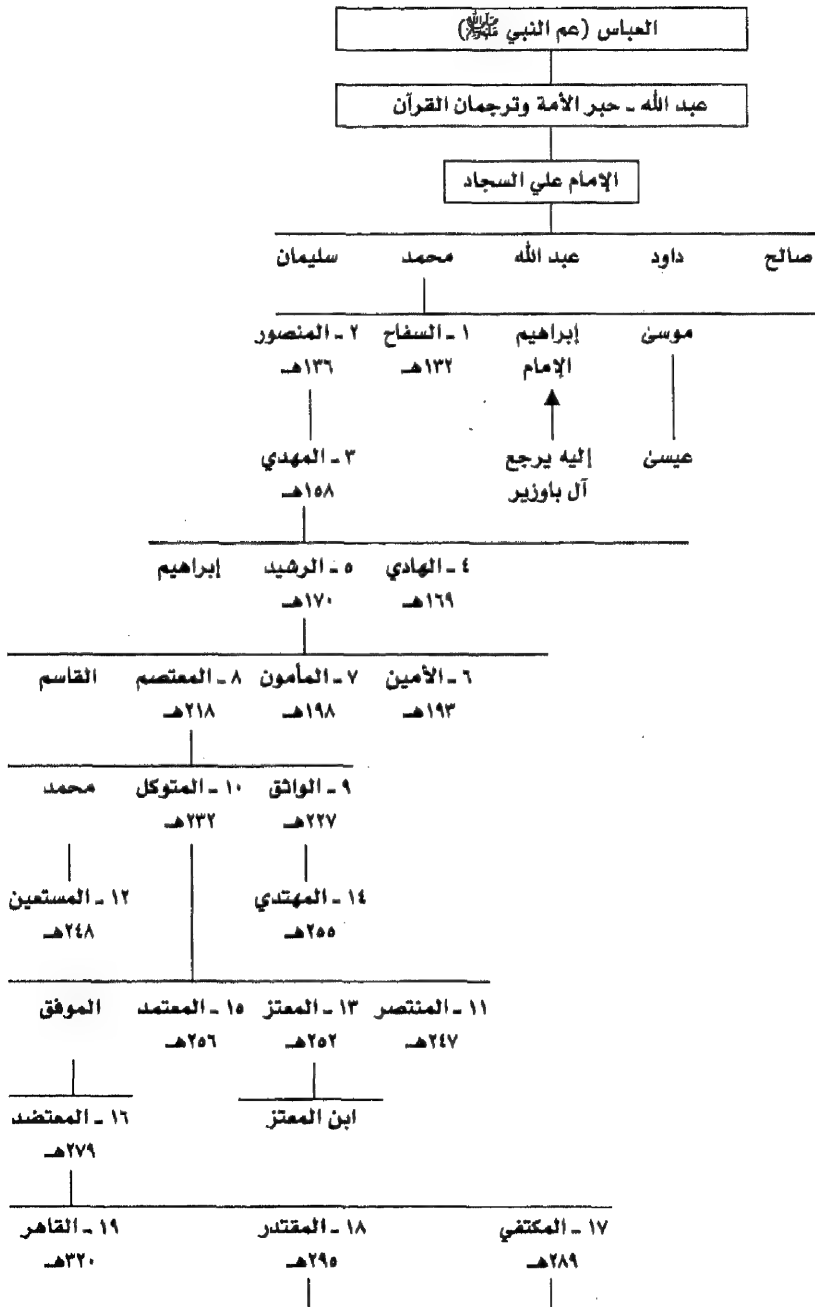 العباس (عم النبي ﷺ)
عبد الله ـ حبر الأمة وترجمان القرآن
الإمام علي السجاد
صالح داود عبد الله محمد سليمان
موسىٰ إبراهيم ١ ـ السفاح ٢ ـ المنصور
الإمام ١٣٢هـ ١٣٦هـ
عيسىٰ إليه يرجع ٣ ـ المهدي
آل باوزير ١٥٨هـ
٤ ـ الهادي ٥ ـ الرشيد إبراهيم
١٦٩هـ ١٧٠هـ
٦ ـ الأمين ٧ ـ المأمون ٨ ـ المعتصم القاسم
١٩٣هـ ١٩٨هـ ٢١٨هـ
٩ ـ الواثق ١٠ ـ المتوكل محمد
٢٢٧هـ ٢٣٢هـ
١٤ ـ المهتدي ١٢ ـ المستعين
٢٥٥هـ ٢٤٨هـ
١١ ـ المنتصر ١٣ ـ المعتز ١٥ ـ المعتمد الموفق
٢٤٧هـ ٢٥٢هـ ٢٥٦هـ
ابن المعتز ١٦ ـ المعتضد
٢٧٩هـ
١٧ ـ المكتفي ١٨ ـ المقتدر ١٩ ـ القاهر
٢٨٩هـ ٢٩٥هـ ٣٢٠هـ